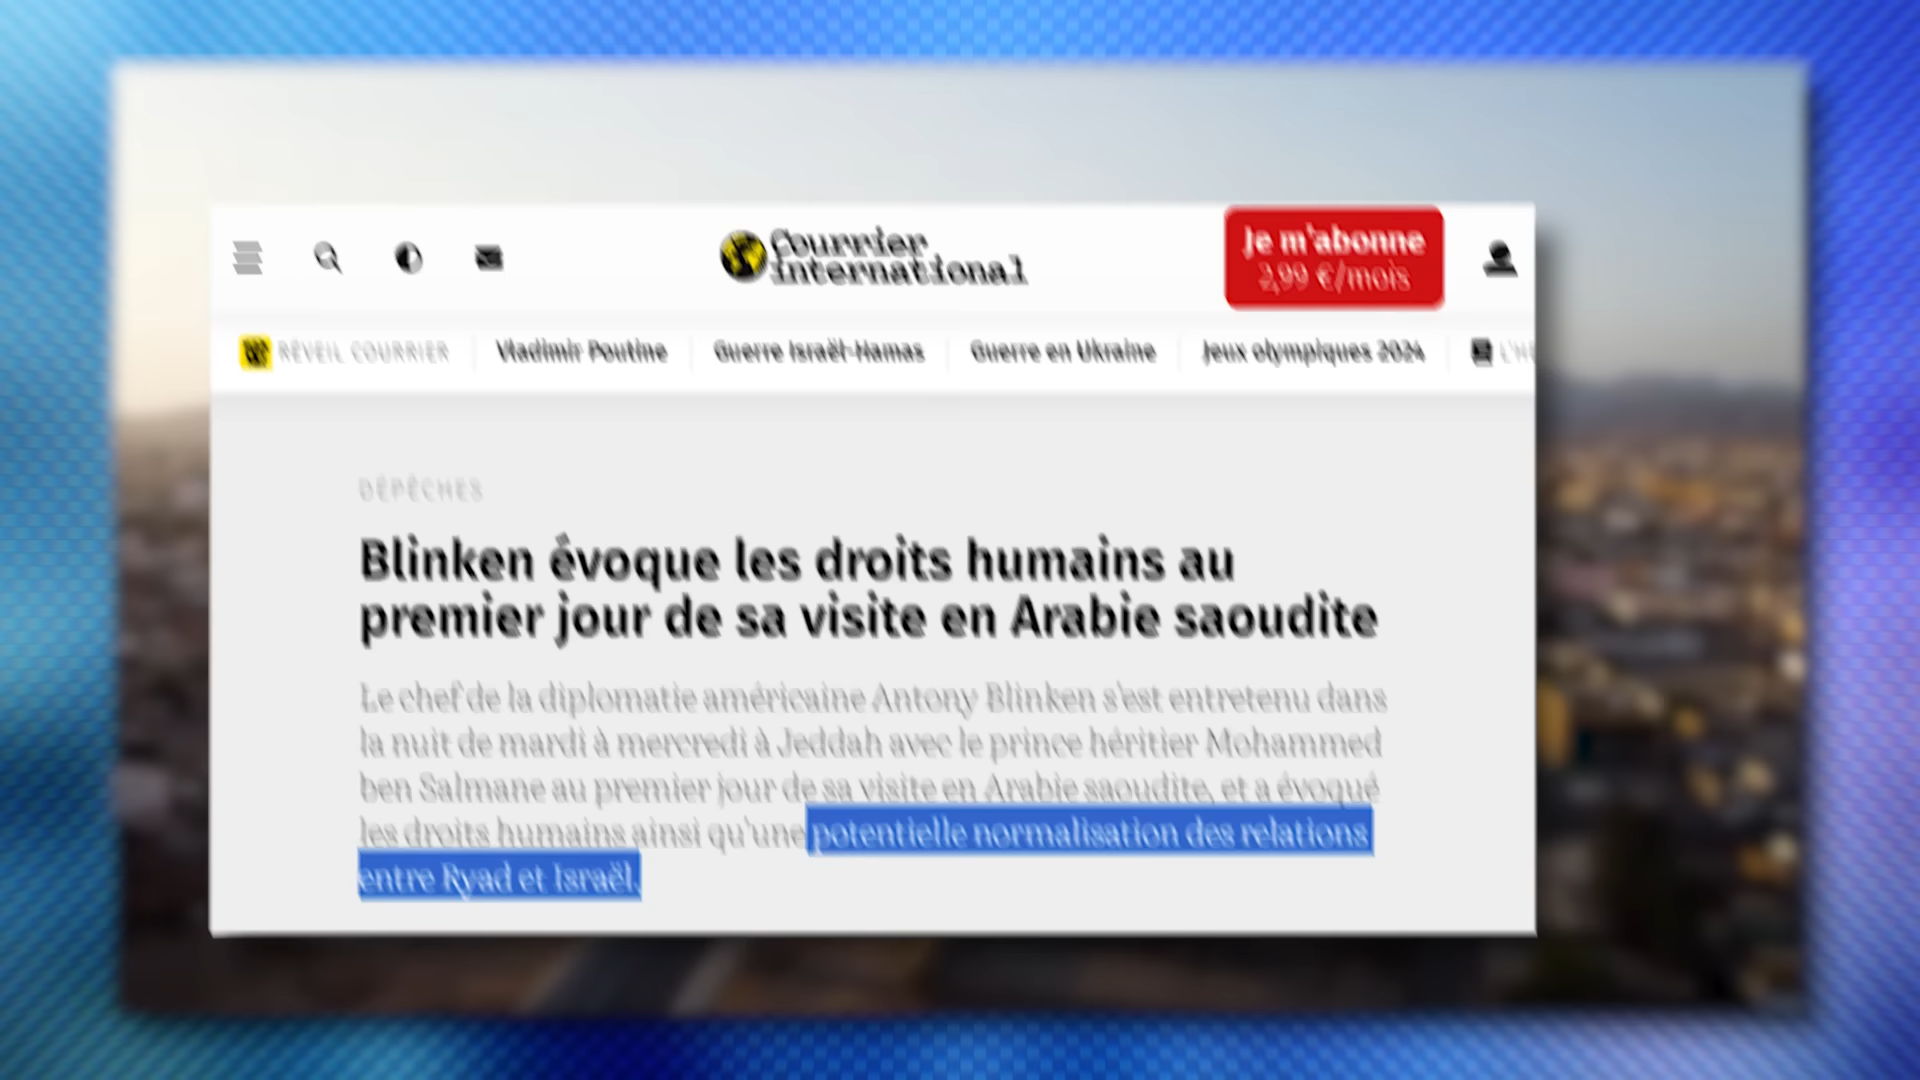 Courrier
international
Je m'abonne
2,99 €/mois
RÉVEIL COURRIER
Vladimir Poutine
Guerre Israël-Hamas
Guerre en Ukraine
Jeux olympiques 2024
DÉPÊCHES
Blinken évoque les droits humains au
premier jour de sa visite en Arabie saoudite
Le chef de la diplomatie américaine Antony Blinken s'est entretenu dans
la nuit de mardi à mercredi à Jeddah avec le prince héritier Mohammed
ben Salmane au premier jour de sa visite en Arabie saoudite, et a évoqué
les droits humains ainsi qu'une potentielle normalisation des relations
entre Ryad et Israël.